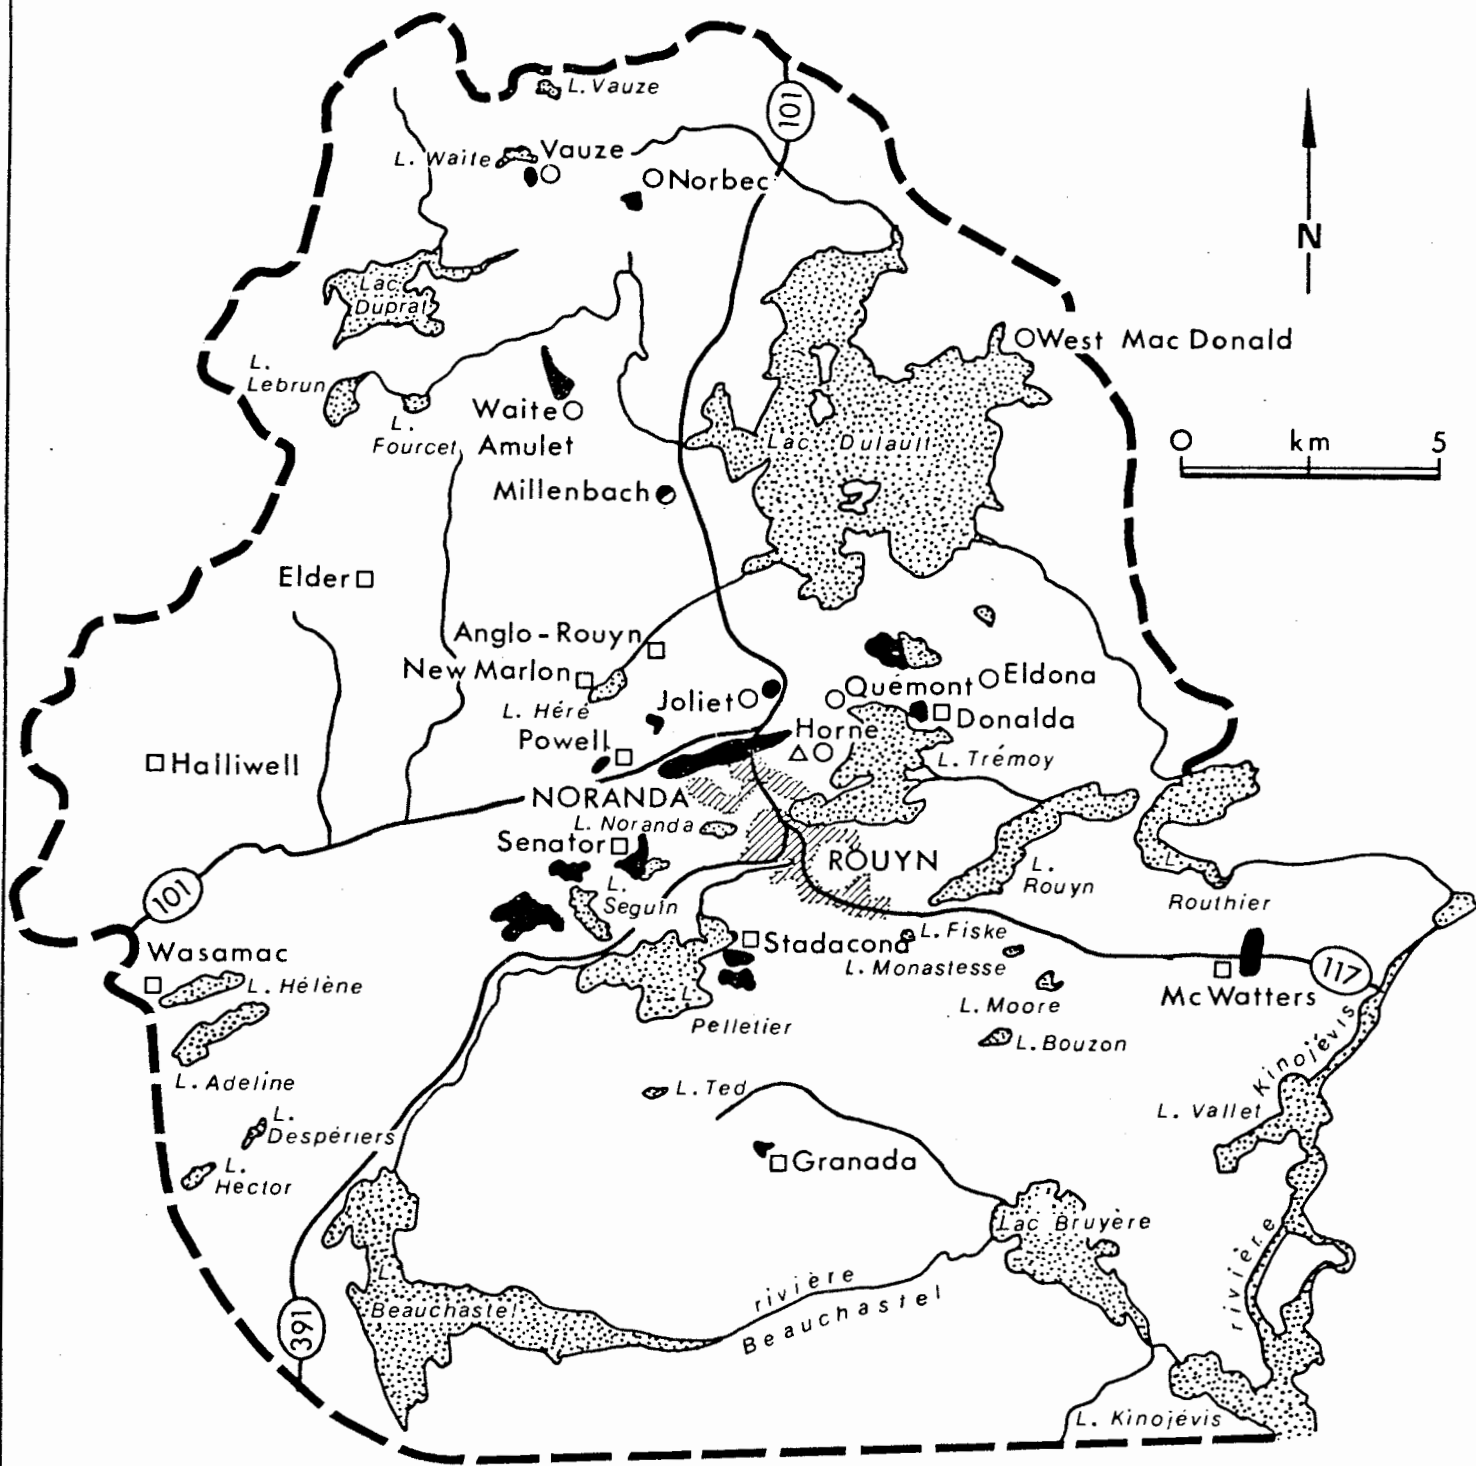 L. Vauze
101
L. Waite
Vauze
Norbec
N
Lac
Duprat
West Mac Donald
L.
Lebrun
Waite
Amulet
L.
Fourcet
O km 5
Lac Dufault
Millenbach
Elder
Anglo-Rouyn
New Marlon
L. Héré
Joliet
Quémont
Eldona
Donalda
Powell
Horne
L. Trémoy
Halliwell
NORANDA
L. Noranda
Senator
ROUYN
L.
Rouyn
L.
Routhier
101
L.
Seguin
Wasamac
L. Hélène
Stadacona
L. Fiske
L. Monastesse
117
Mc Watters
L. Moore
L.
Pelletier
L. Bouzon
L. Adeline
L. Ted
Kinojévis
L. Vallet
L.
Despériers
L.
Hector
Granada
Lac Bruyère
rivière
L.
Beauchastel
rivière
Beauchastel
391
L. Kinojévis